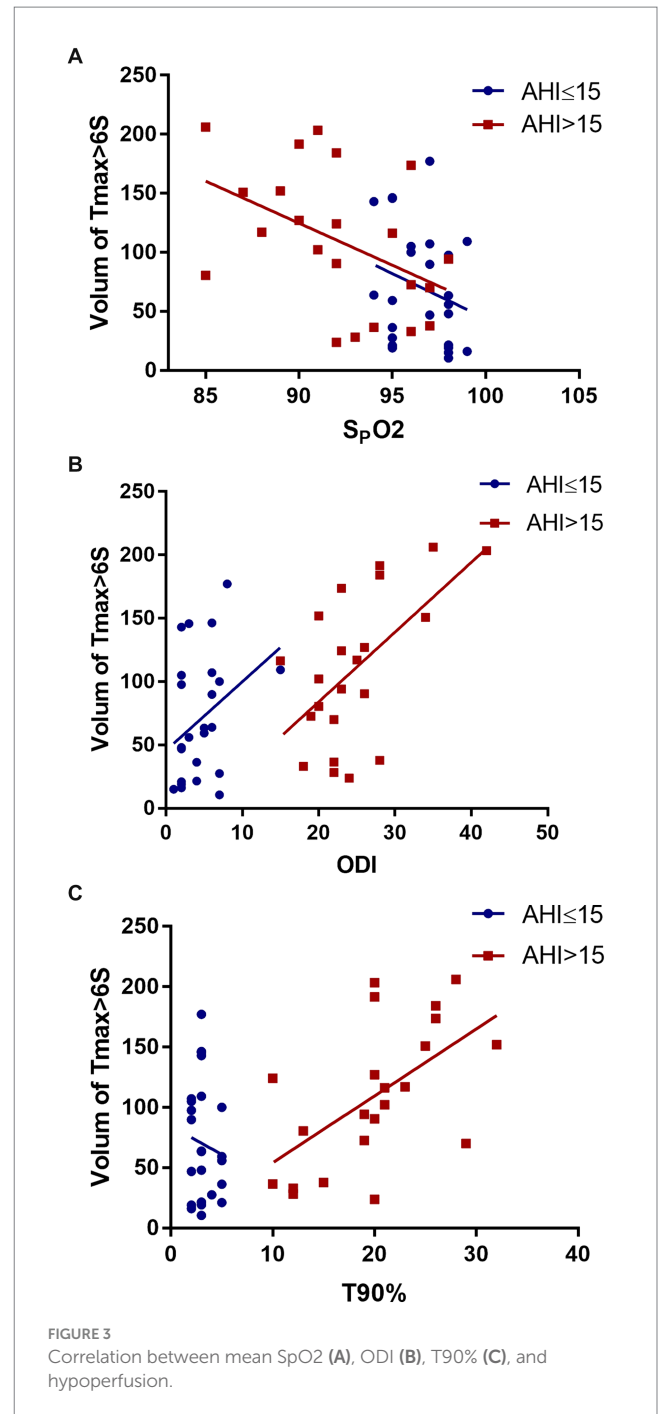 A
250
200
150
100
50
0
Volum of Tmax>6S
AHI≤15
AHI>15
85 90 95 100 105
SPO2
B
250
200
150
100
50
0
Volum of Tmax>6S
AHI≤15
AHI>15
0 10 20 30 40 50
ODI
C
250
200
150
100
50
0
Volum of Tmax>6S
AHI≤15
AHI>15
0 10 20 30 40
T90%
FIGURE 3
Correlation between mean SpO2 (A), ODI (B), T90% (C), and
hypoperfusion.